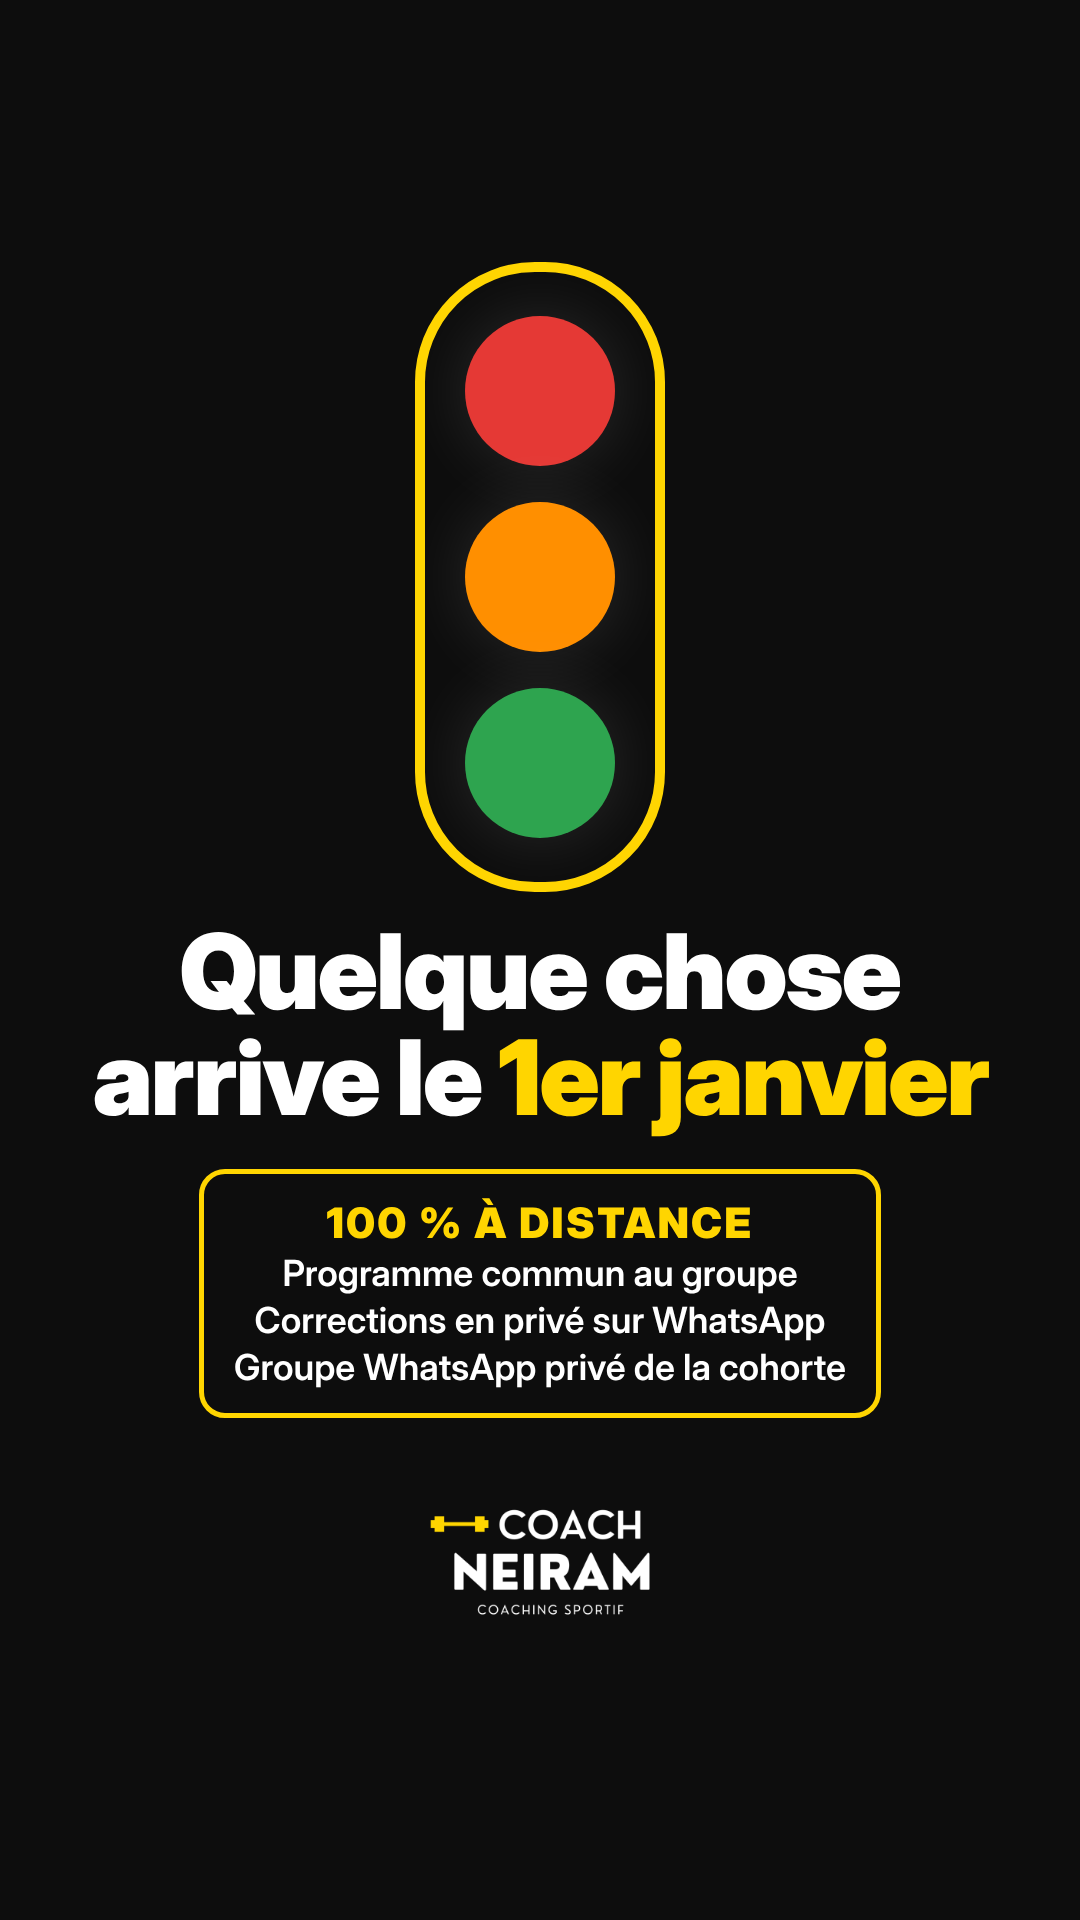 Quelque chose
arrive le 1er janvier
100 % À DISTANCE
Programme commun au groupe
Corrections en privé sur WhatsApp
Groupe WhatsApp privé de la cohorte
COACH
NEIRAM
COACHING SPORTIF